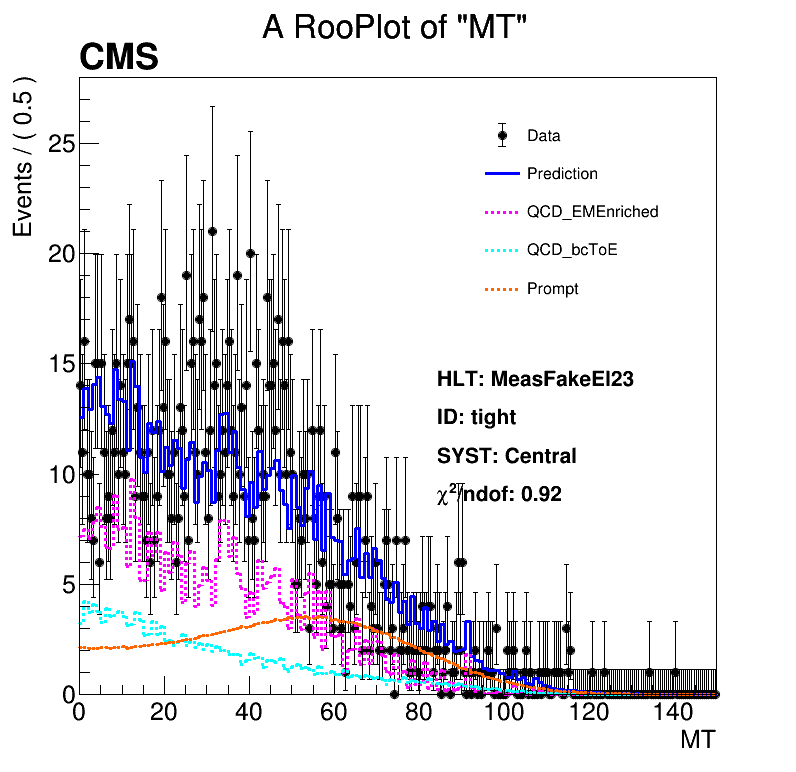 A RooPlot of "MT"
CMS
Events / ( 0.5 )
25
20
15
10
5
0
Data
Prediction
QCD_EMEnriched
QCD_bcToE
Prompt
HLT: MeasFakeEl23
ID: tight
SYST: Central
χ²/ndof: 0.92
0 20 40 60 80 100 120 140
MT